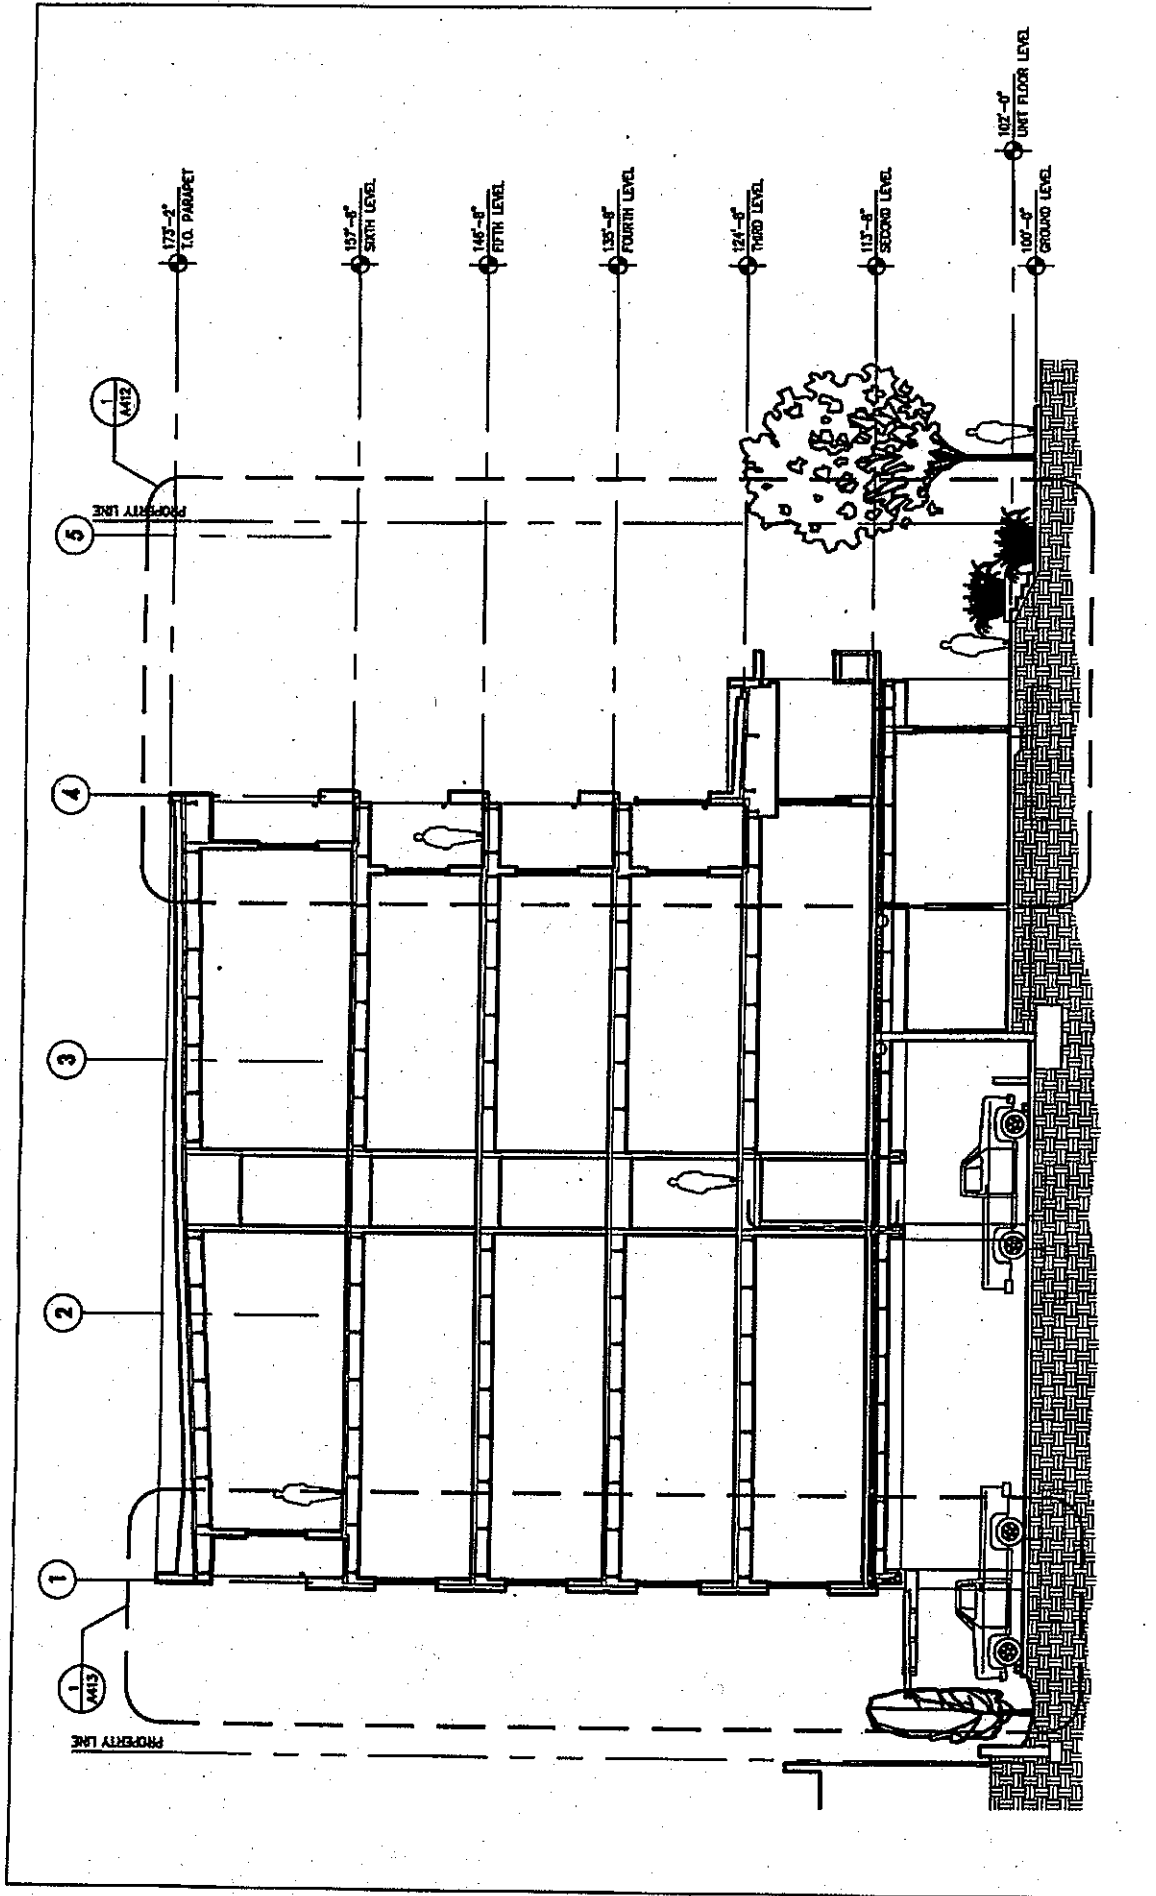 1
A413
PROPERTY LINE
1
2
3
4
5
PROPERTY LINE
1
A412
173'-2"
T.O. PARAPET
157'-8"
SIXTH LEVEL
146'-8"
FIFTH LEVEL
135'-8"
FOURTH LEVEL
124'-8"
THIRD LEVEL
113'-8"
SECOND LEVEL
102'-0"
UNIT FLOOR LEVEL
100'-0"
GROUND LEVEL